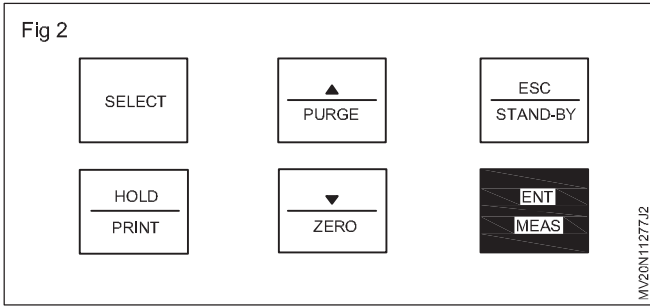 Fig 2
SELECT
▲
PURGE
ESC
STAND-BY
HOLD
PRINT
▼
ZERO
ENT
MEAS
MV20N11277J2